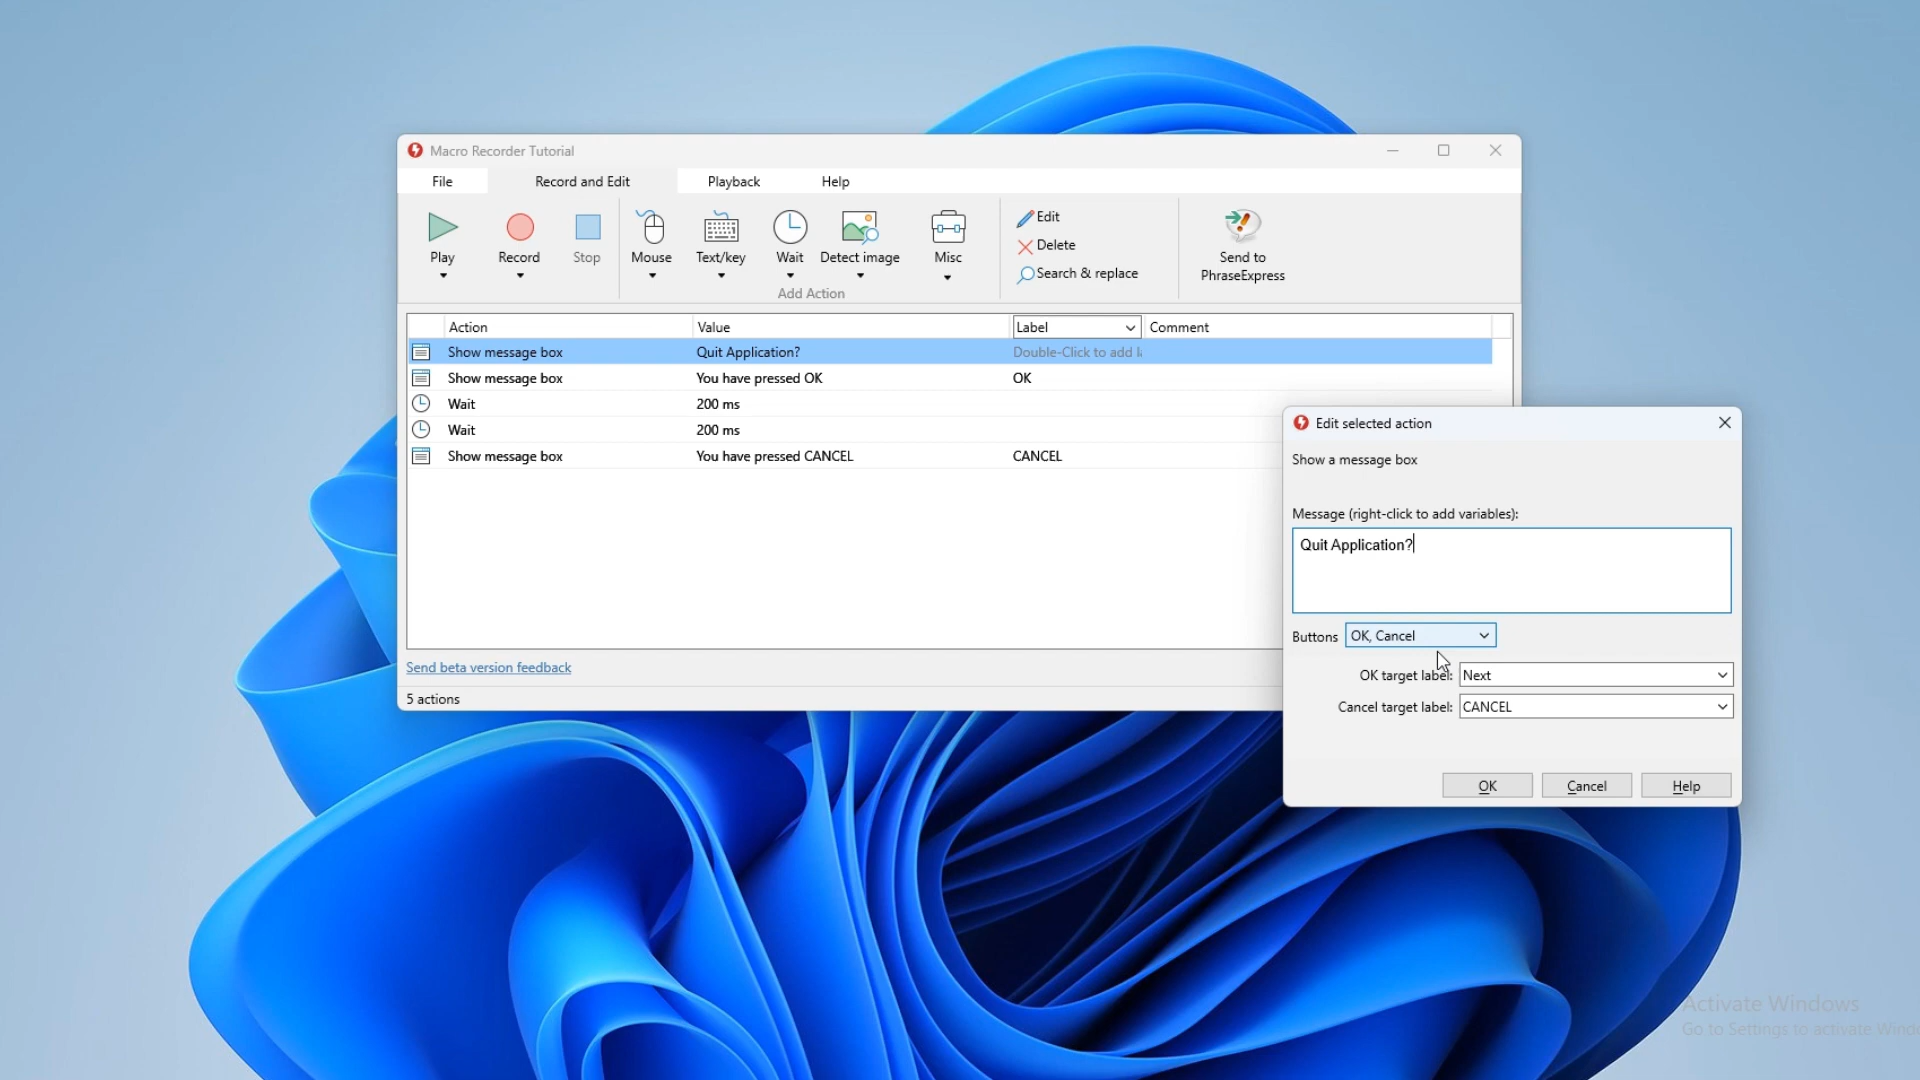 Macro Recorder Tutorial
File Record and Edit Playback Help
Play Record Stop Mouse Text/key Wait Detect image Misc
Add Action
Edit
Delete
Search & replace
Send to
PhraseExpress
Action Value Label Comment
Show message box Quit Application? Double-Click to add
Show message box You have pressed OK OK
Wait 200 ms
Wait 200 ms
Show message box You have pressed CANCEL CANCEL
Send beta version feedback
5 actions
Edit selected action
Show a message box
Message (right-click to add variables):
Quit Application?
Buttons OK, Cancel
OK target label: Next
Cancel target label: CANCEL
OK Cancel Help
Activate Windows
Go to Settings to activate